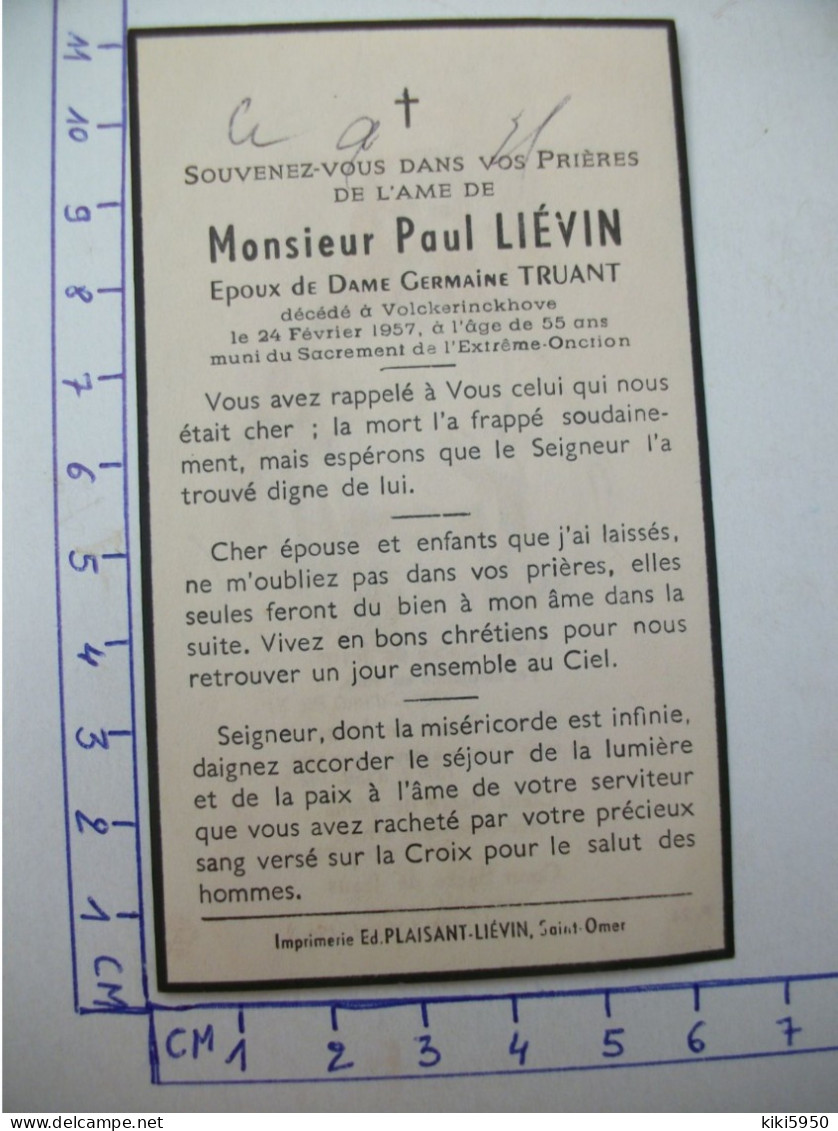 †
SOUVENEZ-VOUS DANS VOS PRIÈRES
DE L'AME DE
Monsieur Paul LIÉVIN
Epoux de DAME GERMAINE TRUANT
décédé à Volckerinckhove
le 24 Février 1957, à l'âge de 55 ans
muni du Sacrement de l'Extrême-Onction
Vous avez rappelé à Vous celui qui nous
était cher ; la mort l'a frappé soudaine-
ment, mais espérons que le Seigneur l'a
trouvé digne de lui.
Cher épouse et enfants que j'ai laissés,
ne m'oubliez pas dans vos prières, elles
seules feront du bien à mon âme dans la
suite. Vivez en bons chrétiens pour nous
retrouver un jour ensemble au Ciel.
Seigneur, dont la miséricorde est infinie,
daignez accorder le séjour de la lumière
et de la paix à l'âme de votre serviteur
que vous avez racheté par votre précieux
sang versé sur la Croix pour le salut des
hommes.
Imprimerie Ed. PLAISANT-LIÉVIN, Saint-Omer
11
10
9
8
7
6
5
4
3
2
1
CM
CM 1 2 3 4 5 6 7
kiki5950